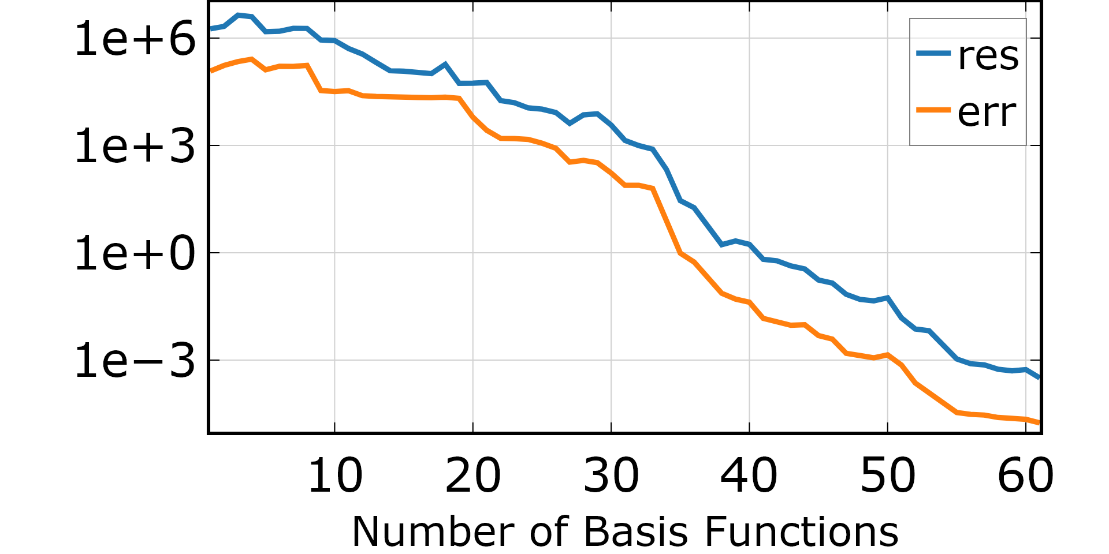 1e+6
1e+3
1e+0
1e−3
res
err
10 20 30 40 50 60
Number of Basis Functions